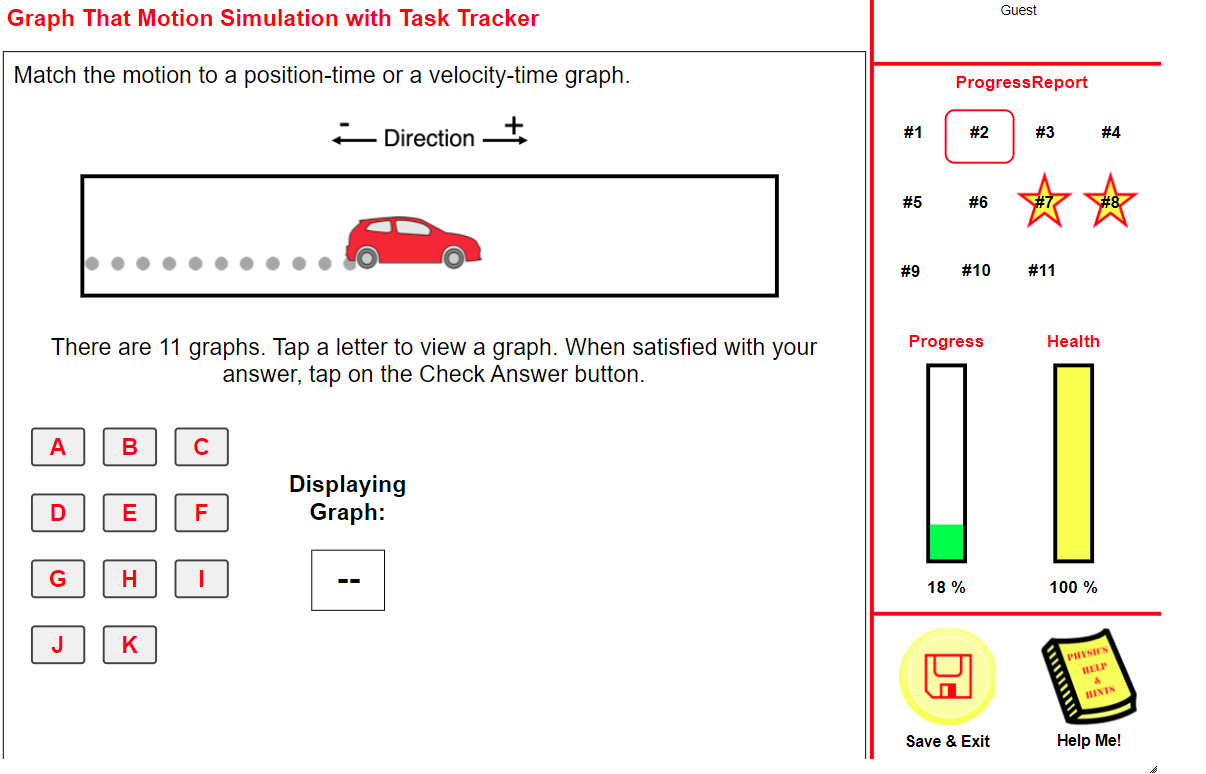 Graph That Motion Simulation with Task Tracker
Guest
Match the motion to a position-time or a velocity-time graph.
- Direction +
There are 11 graphs. Tap a letter to view a graph. When satisfied with your
answer, tap on the Check Answer button.
A B C
D E F
G H I
J K
Displaying
Graph:
--
ProgressReport
#1 #2 #3 #4
#5 #6 #7 #8
#9 #10 #11
Progress Health
18 % 100 %
PHYSICS
HELP
&
HINTS
Save & Exit Help Me!